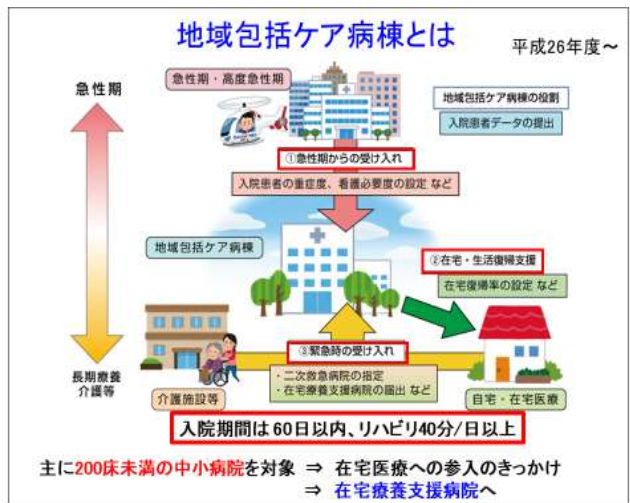 地域包括ケア病棟とは
平成26年度～
急性期
急性期・高度急性期
地域包括ケア病棟の役割
入院患者データの提出
①急性期からの受け入れ
入院患者の重症度、看護必要度の設定 など
地域包括ケア病棟
②在宅・生活復帰支援
在宅復帰率の設定 など
③緊急時の受け入れ
・二次救急病院の指定
・在宅療養支援病院の届出 など
長期療養
介護等
介護施設等
自宅・在宅医療
入院期間は60日以内、リハビリ40分/日以上
主に200床未満の中小病院を対象 ⇒ 在宅医療への参入のきっかけ
⇒ 在宅療養支援病院へ